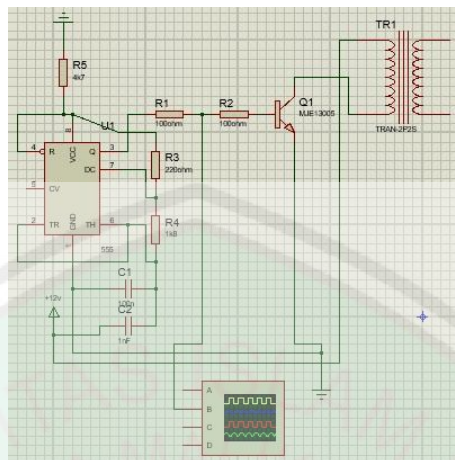 TR1
R5
4k7
R1
100ohm
R2
100ohm
Q1
MJE13005
TRAN-2P2S
U1
8
4
R
VCC
Q
3
DC
7
R3
220ohm
5
CV
2
TR
GND
TH
6
1
555
R4
1k8
C1
100n
C2
1nF
+12v
A
B
C
D